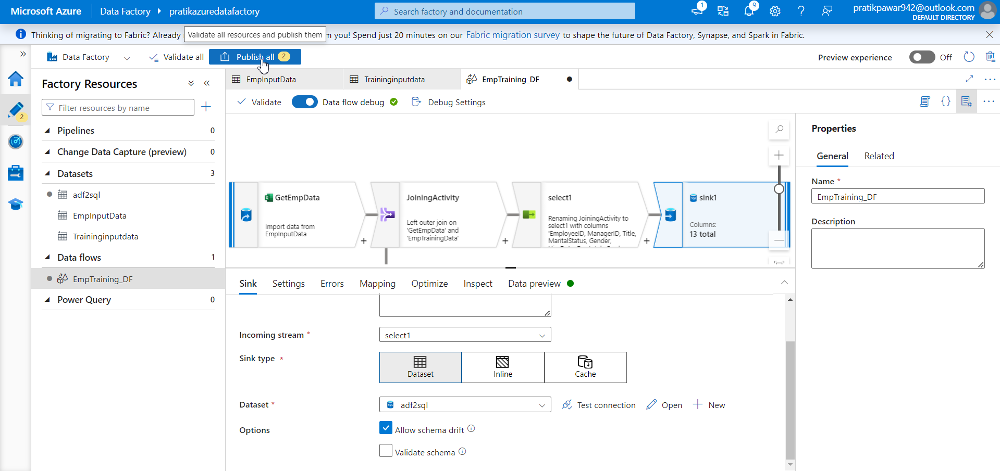 Microsoft Azure
Data Factory
pratikazuredatafactory
Search factory and documentation
1
9
pratikpawar942@outlook.com
DEFAULT DIRECTORY
Thinking of migrating to Fabric? Already
Validate all resources and publish them
m you! Spend just 20 minutes on our Fabric migration survey to shape the future of Data Factory, Synapse, and Spark in Fabric.
Data Factory
Validate all
Publish all 2
Preview experience
Off
Factory Resources
Filter resources by name
2
Pipelines 0
Change Data Capture (preview) 0
Datasets 3
adf2sql
EmpInputData
Traininginputdata
Data flows 1
EmpTraining_DF
Power Query 0
EmpInputData
Traininginputdata
EmpTraining_DF
Validate
Data flow debug
Debug Settings
GetEmpData
Import data from
EmpInputData
+
JoiningActivity
Left outer join on
'GetEmpData' and
'EmpTrainingData'
+
select1
Renaming JoiningActivity to
select1 with columns
'EmployeeID, ManagerID, Title,
MaritalStatus, Gender,
+
SQL sink1
Columns:
13 total
Sink
Settings
Errors
Mapping
Optimize
Inspect
Data preview
Incoming stream *
select1
Sink type *
Dataset
Inline
Cache
Dataset *
adf2sql
Test connection
Open
New
Options
Allow schema drift
Validate schema
Properties
General
Related
Name *
EmpTraining_DF
Description